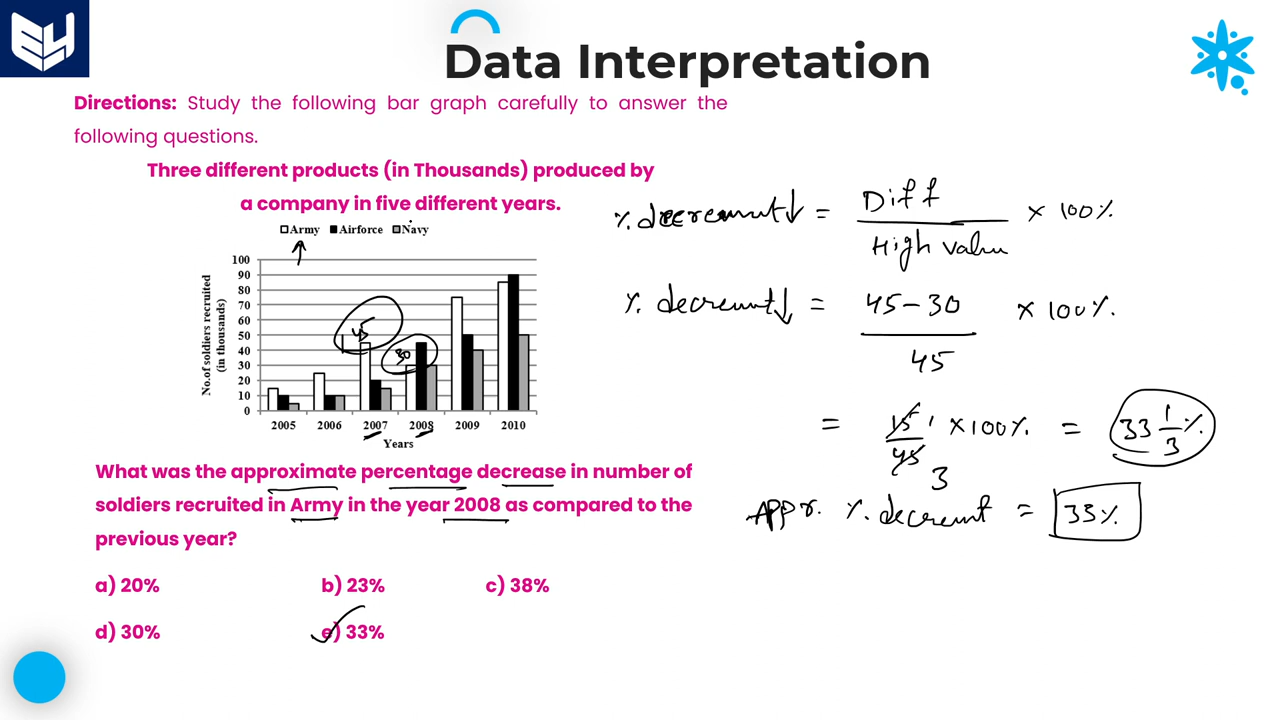 Data Interpretation
Directions: Study the following bar graph carefully to answer the
following questions.
Three different products (in Thousands) produced by
a company in five different years.
Army Airforce Navy
No.of soldiers recruited
(in thousands)
100
90
80
70
60
50
40
30
20
10
0
45
30
2005 2006 2007 2008 2009 2010
Years
What was the approximate percentage decrease in number of
soldiers recruited in Army in the year 2008 as compared to the
previous year?
a) 20% b) 23% c) 38%
d) 30% e) 33%
% decrement ↓ = Diff / High value × 100%
% decrement ↓ = 45 - 30 / 45 × 100%
= 15 1 / 45 3 × 100% = 33 1/3 %
Appr. % decrement = 33%